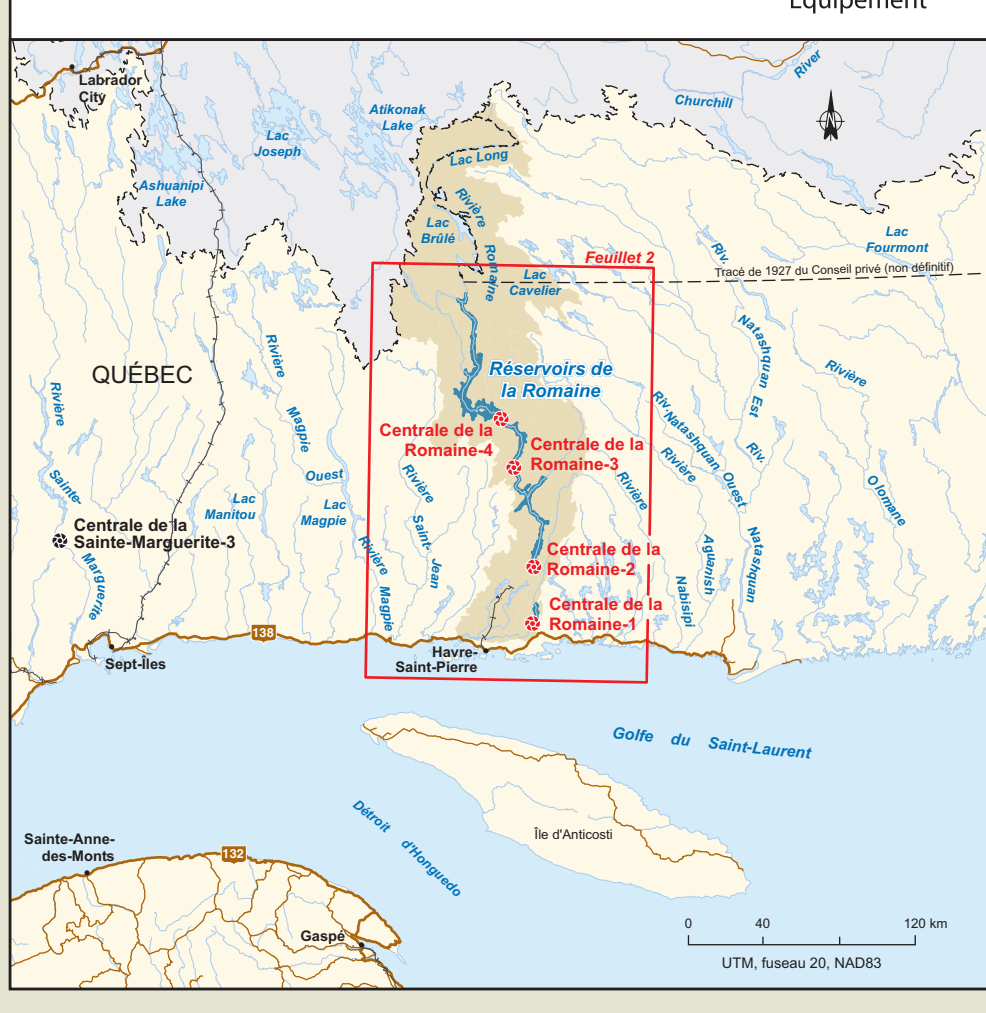 Équipement
Labrador
City
River
Churchill
Atikonak
Lake
Lac
Joseph
Lac Long
Ashuanipi
Lake
Rivière
Romaine
Lac
Brûlé
Lac
Fourmont
Riv.
Feuillet 2
Tracé de 1927 du Conseil privé (non définitif)
Lac
Cavelier
Natashquan Est
Rivière
QUÉBEC
Rivière
Magpie
Ouest
Réservoirs de
la Romaine
Rivière
Sainte-
Marguerite
Centrale de la
Romaine-4
Centrale de la
Romaine-3
Riv. Natashquan Ouest
Riv.
Rivière
Rivière
Olomane
Lac
Manitou
Lac
Magpie
Rivière
Saint-
Jean
Centrale de la
Sainte-Marguerite-3
Rivière Magpie
Centrale de la
Romaine-2
Aguanish
Natashquan
Nabisipi
Centrale de la
Romaine-1
138
Sept-Îles
Havre-
Saint-Pierre
Golfe du Saint-Laurent
Détroit d'Honguedo
Île d'Anticosti
Sainte-Anne-
des-Monts
132
Gaspé
0 40 120 km
UTM, fuseau 20, NAD83